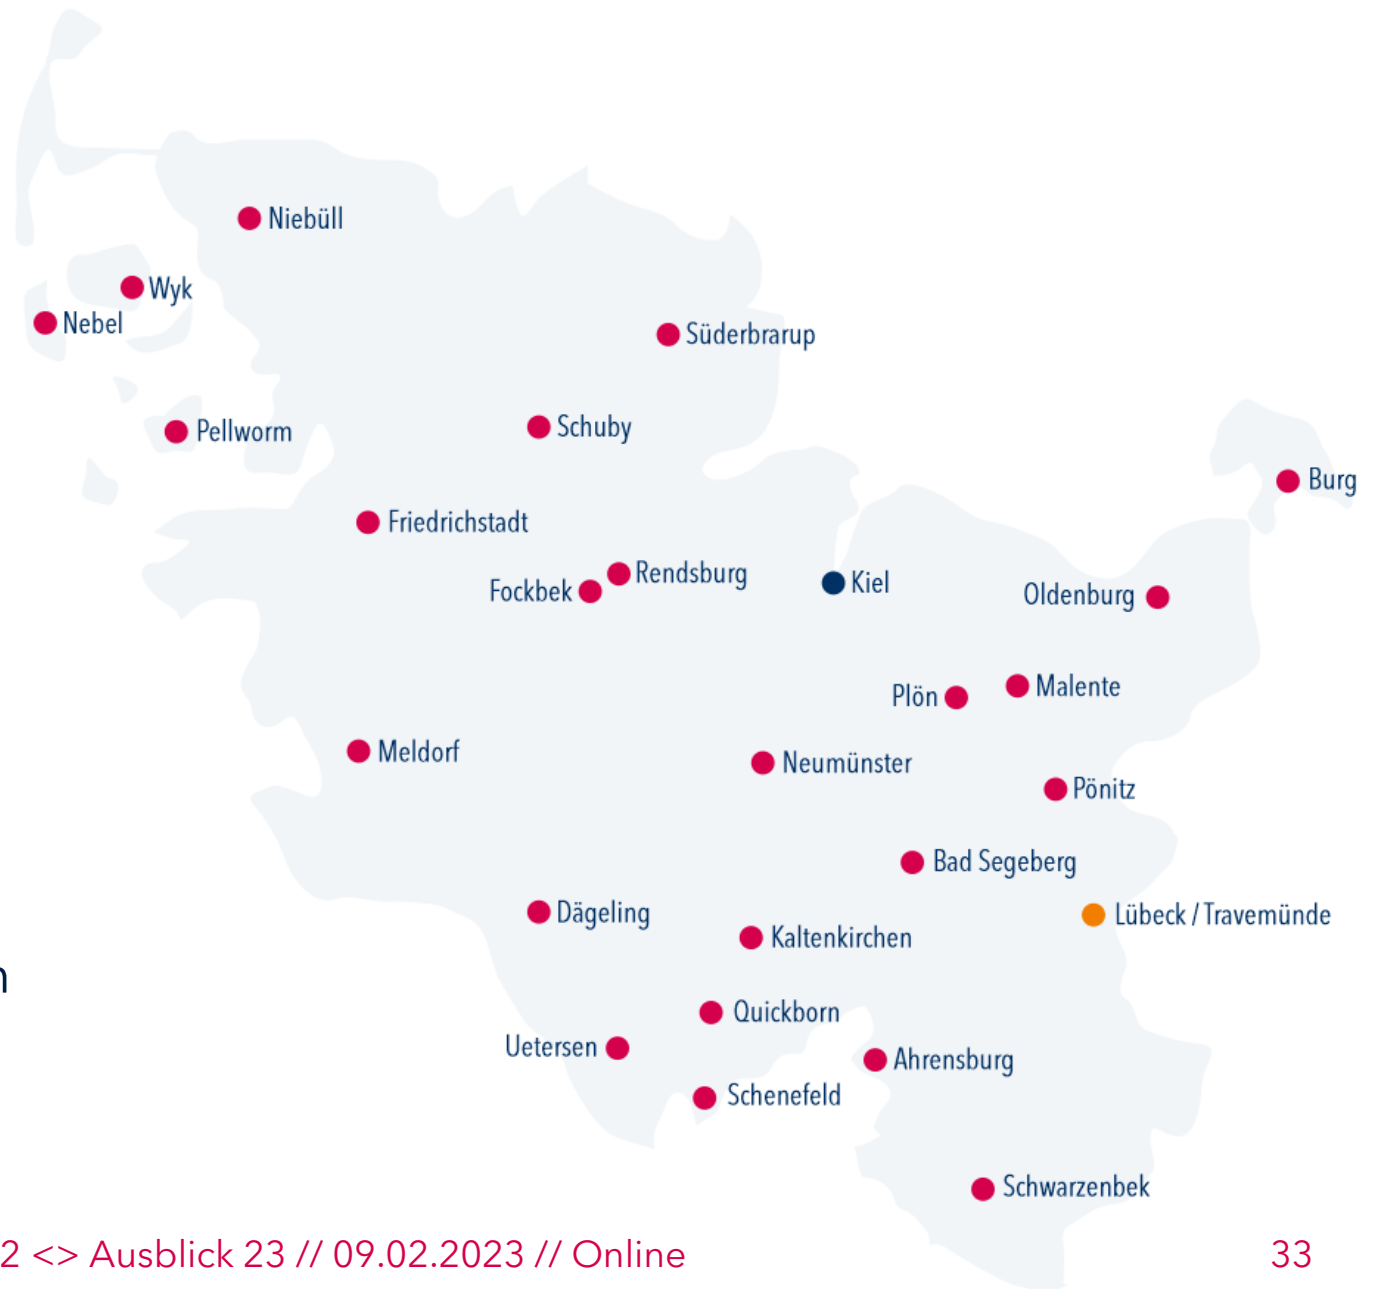 Niebüll
Wyk
Nebel
Süderbrarup
Schuby
Pellworm
Burg
Friedrichstadt
Rendsburg
Fockbek
Kiel
Oldenburg
Malente
Plön
Meldorf
Neumünster
Pönitz
Bad Segeberg
Dägeling
Lübeck / Travemünde
Kaltenkirchen
n
Quickborn
Uetersen
Ahrensburg
Schenefeld
Schwarzenbek
2 <> Ausblick 23 // 09.02.2023 // Online 33